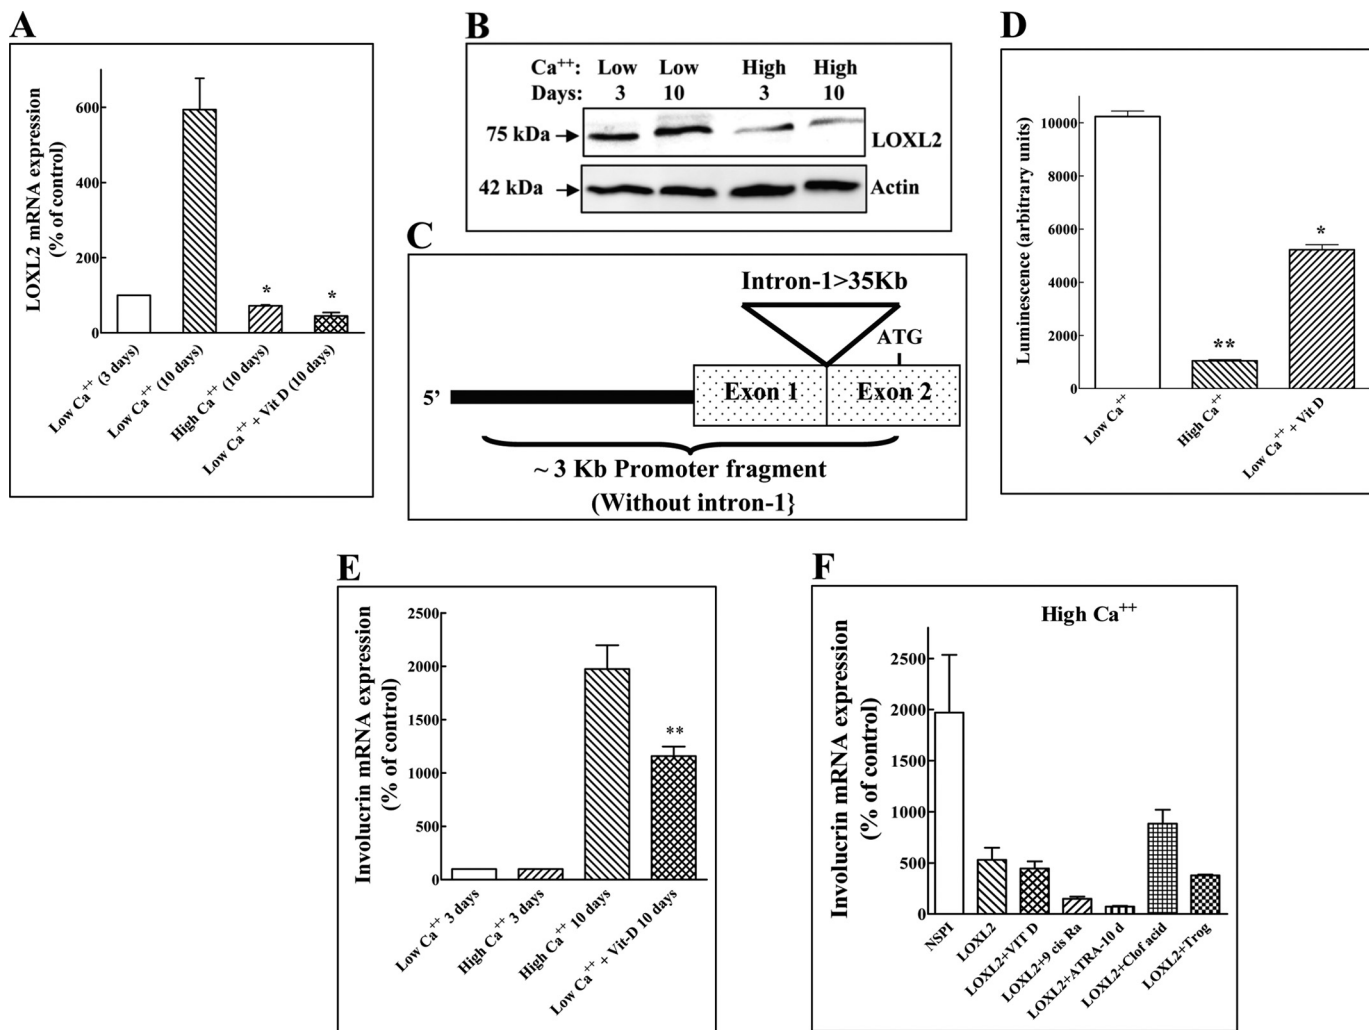 A
LOXL2 mRNA expression
(% of control)
600
400
200
0
*
*
Low Ca++ (3 days)
Low Ca++ (10 days)
High Ca++ (10 days)
Low Ca++ + Vit D (10 days)
B
Ca++: Low Low High High
Days: 3 10 3 10
75 kDa
LOXL2
42 kDa
Actin
C
Intron-1>35Kb
ATG
5'
Exon 1
Exon 2
~ 3 Kb Promoter fragment
(Without intron-1}
D
Luminescence (arbitrary units)
10000
8000
6000
4000
2000
0
**
*
Low Ca++
High Ca++
Low Ca++ + Vit D
E
Involucrin mRNA expression
(% of control)
2500
2000
1500
1000
500
0
**
Low Ca++ 3 days
High Ca++ 3 days
High Ca++ 10 days
Low Ca++ + Vit-D 10 days
F
High Ca++
Involucrin mRNA expression
(% of control)
2500
2000
1500
1000
500
0
NSPI
LOXL2
LOXL2+VIT D
LOXL2+9 cis Ra
LOXL2+ATRA-10 d
LOXL2+Clof acid
LOXL2+Trog